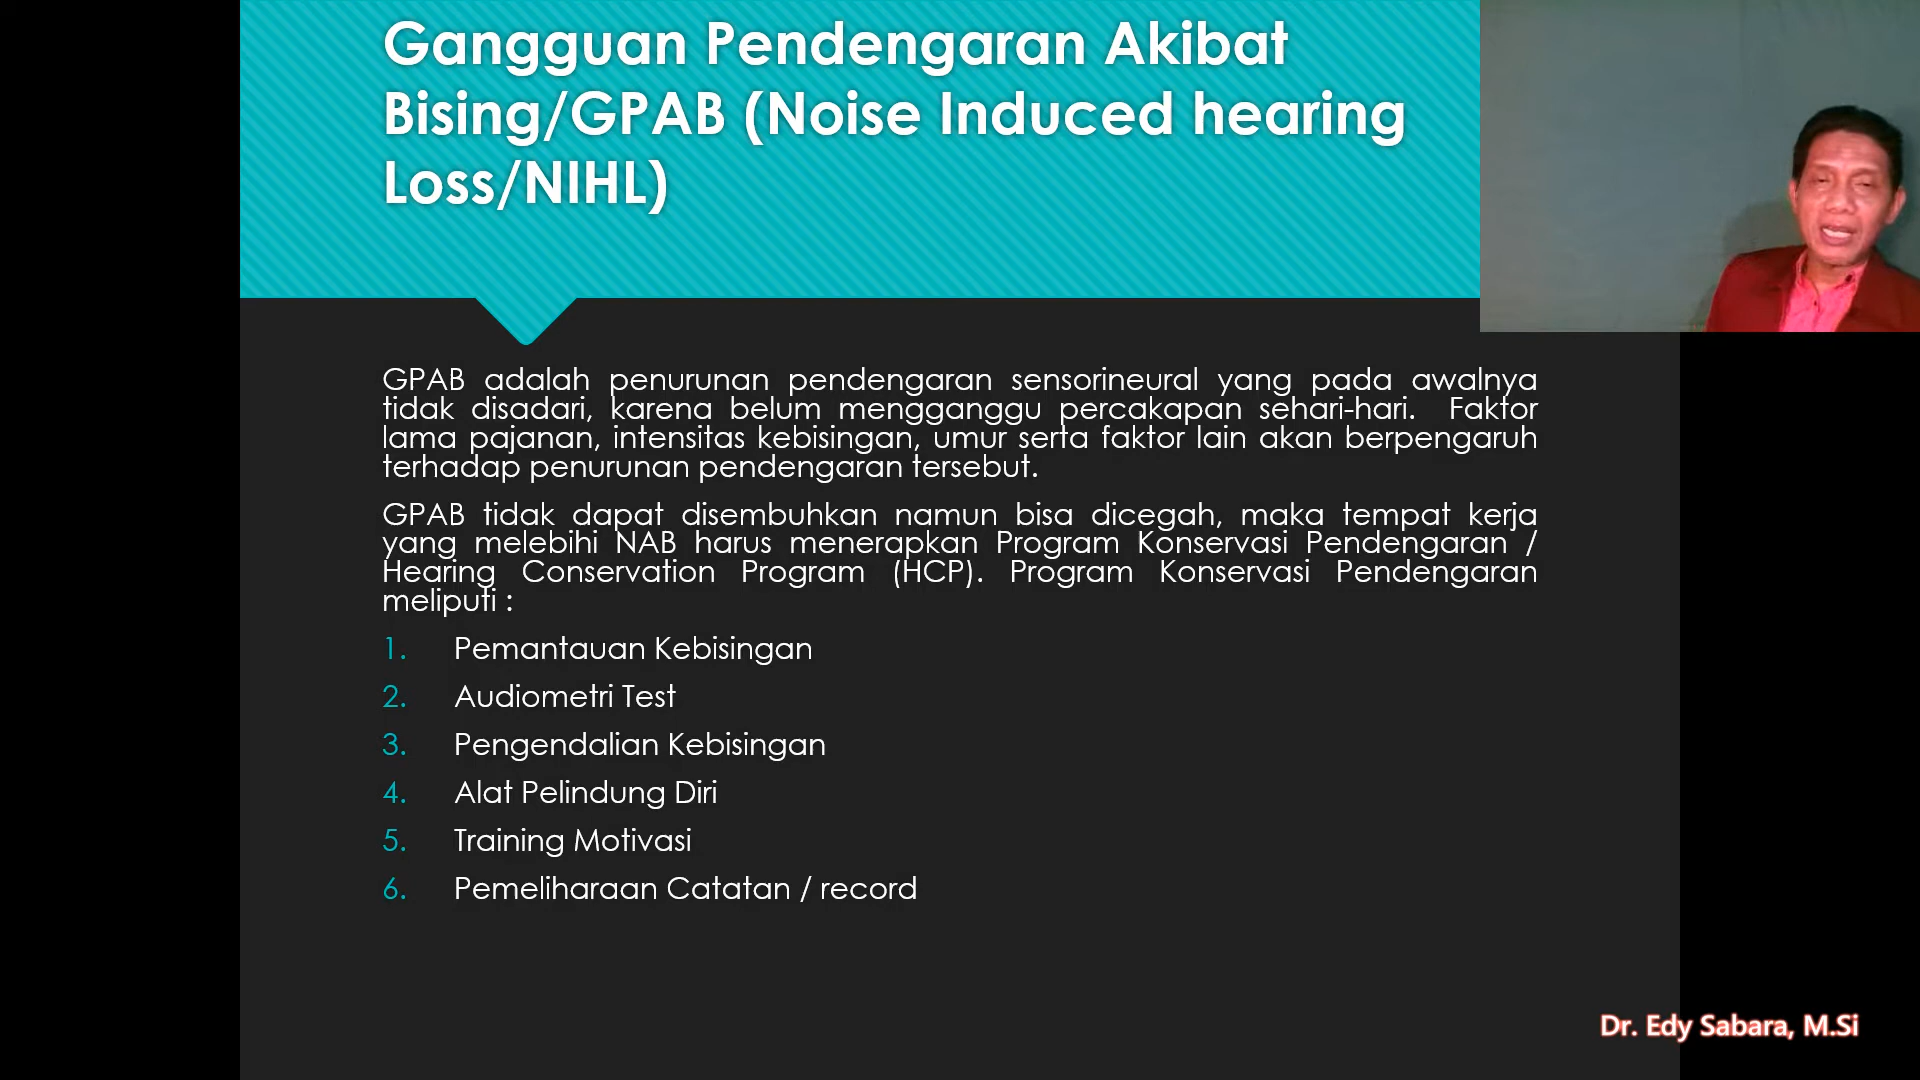 Gangguan Pendengaran Akibat
Bising/GPAB (Noise Induced hearing
Loss/NIHL)
GPAB adalah penurunan pendengaran sensorineural yang pada awalnya
tidak disadari, karena belum mengganggu percakapan sehari-hari. Faktor
lama pajanan, intensitas kebisingan, umur serta faktor lain akan berpengaruh
terhadap penurunan pendengaran tersebut.
GPAB tidak dapat disembuhkan namun bisa dicegah, maka tempat kerja
yang melebihi NAB harus menerapkan Program Konservasi Pendengaran /
Hearing Conservation Program (HCP). Program Konservasi Pendengaran
meliputi :
1. Pemantauan Kebisingan
2. Audiometri Test
3. Pengendalian Kebisingan
4. Alat Pelindung Diri
5. Training Motivasi
6. Pemeliharaan Catatan / record
Dr. Edy Sabara, M.Si